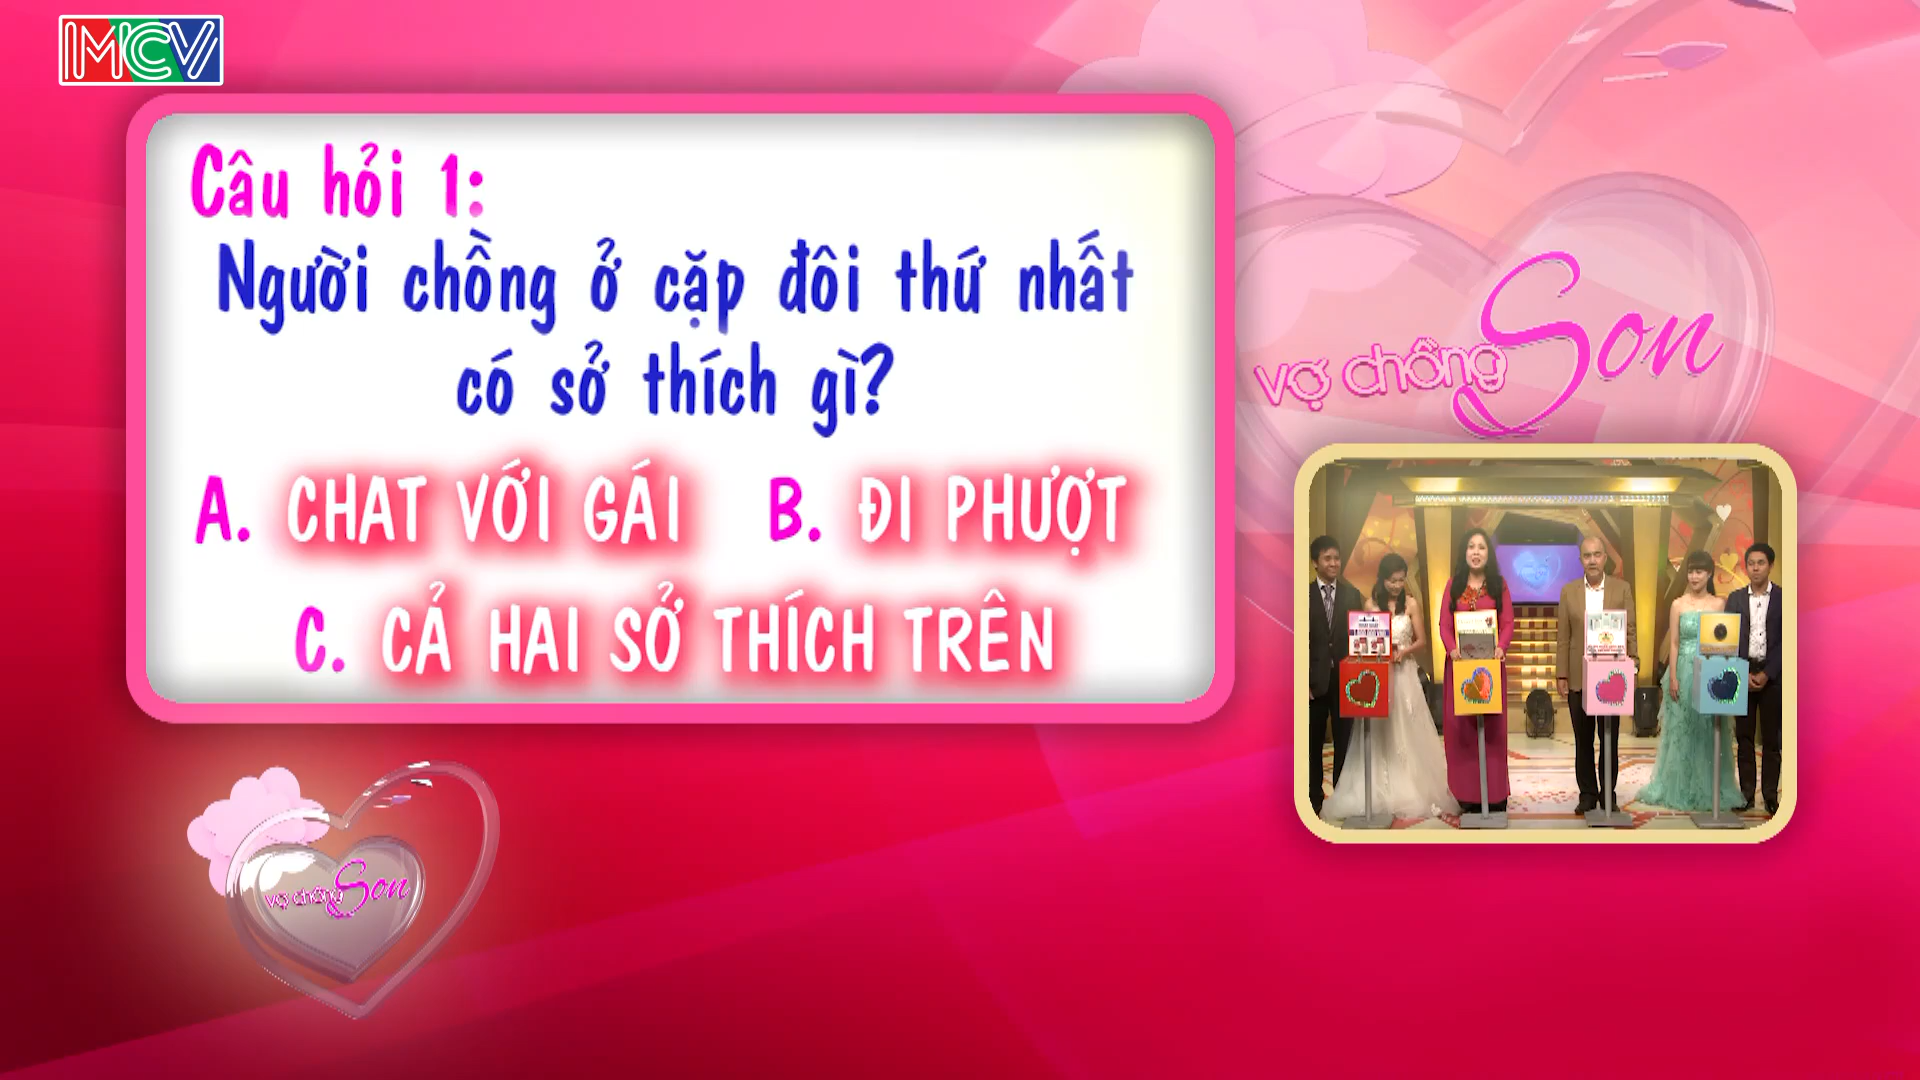 MCV
Câu hỏi 1:
Người chồng ở cặp đôi thứ nhất
có sở thích gì?
A. CHAT VỚI GÁI B. ĐI PHƯỢT
C. CẢ HAI SỞ THÍCH TRÊN
vợ chồng Son
vợ chồng Son